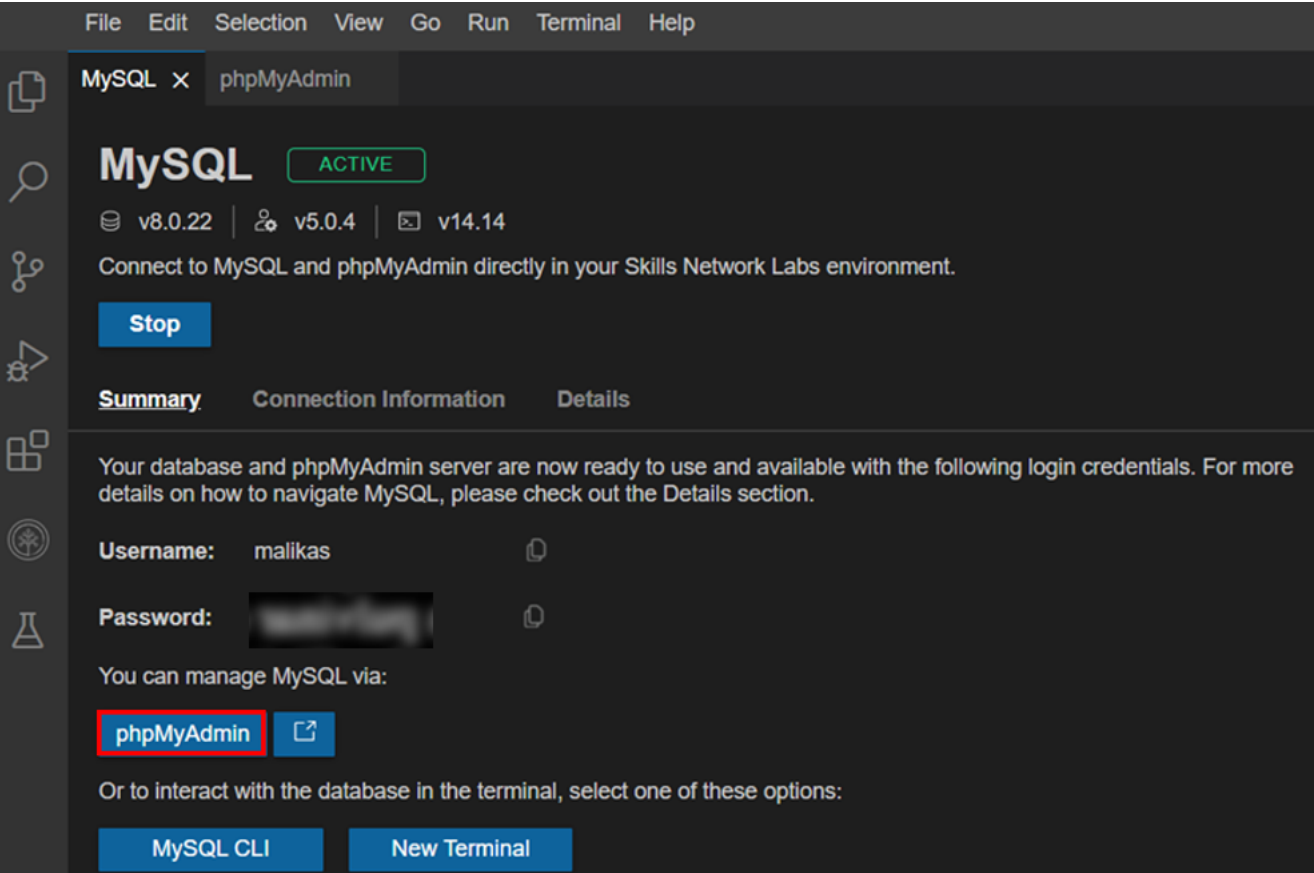 File Edit Selection View Go Run Terminal Help
MySQL × phpMyAdmin
MySQL ACTIVE
v8.0.22 v5.0.4 v14.14
Connect to MySQL and phpMyAdmin directly in your Skills Network Labs environment.
Stop
Summary Connection Information Details
Your database and phpMyAdmin server are now ready to use and available with the following login credentials. For more
details on how to navigate MySQL, please check out the Details section.
Username: malikas
Password:
You can manage MySQL via:
phpMyAdmin
Or to interact with the database in the terminal, select one of these options:
MySQL CLI New Terminal